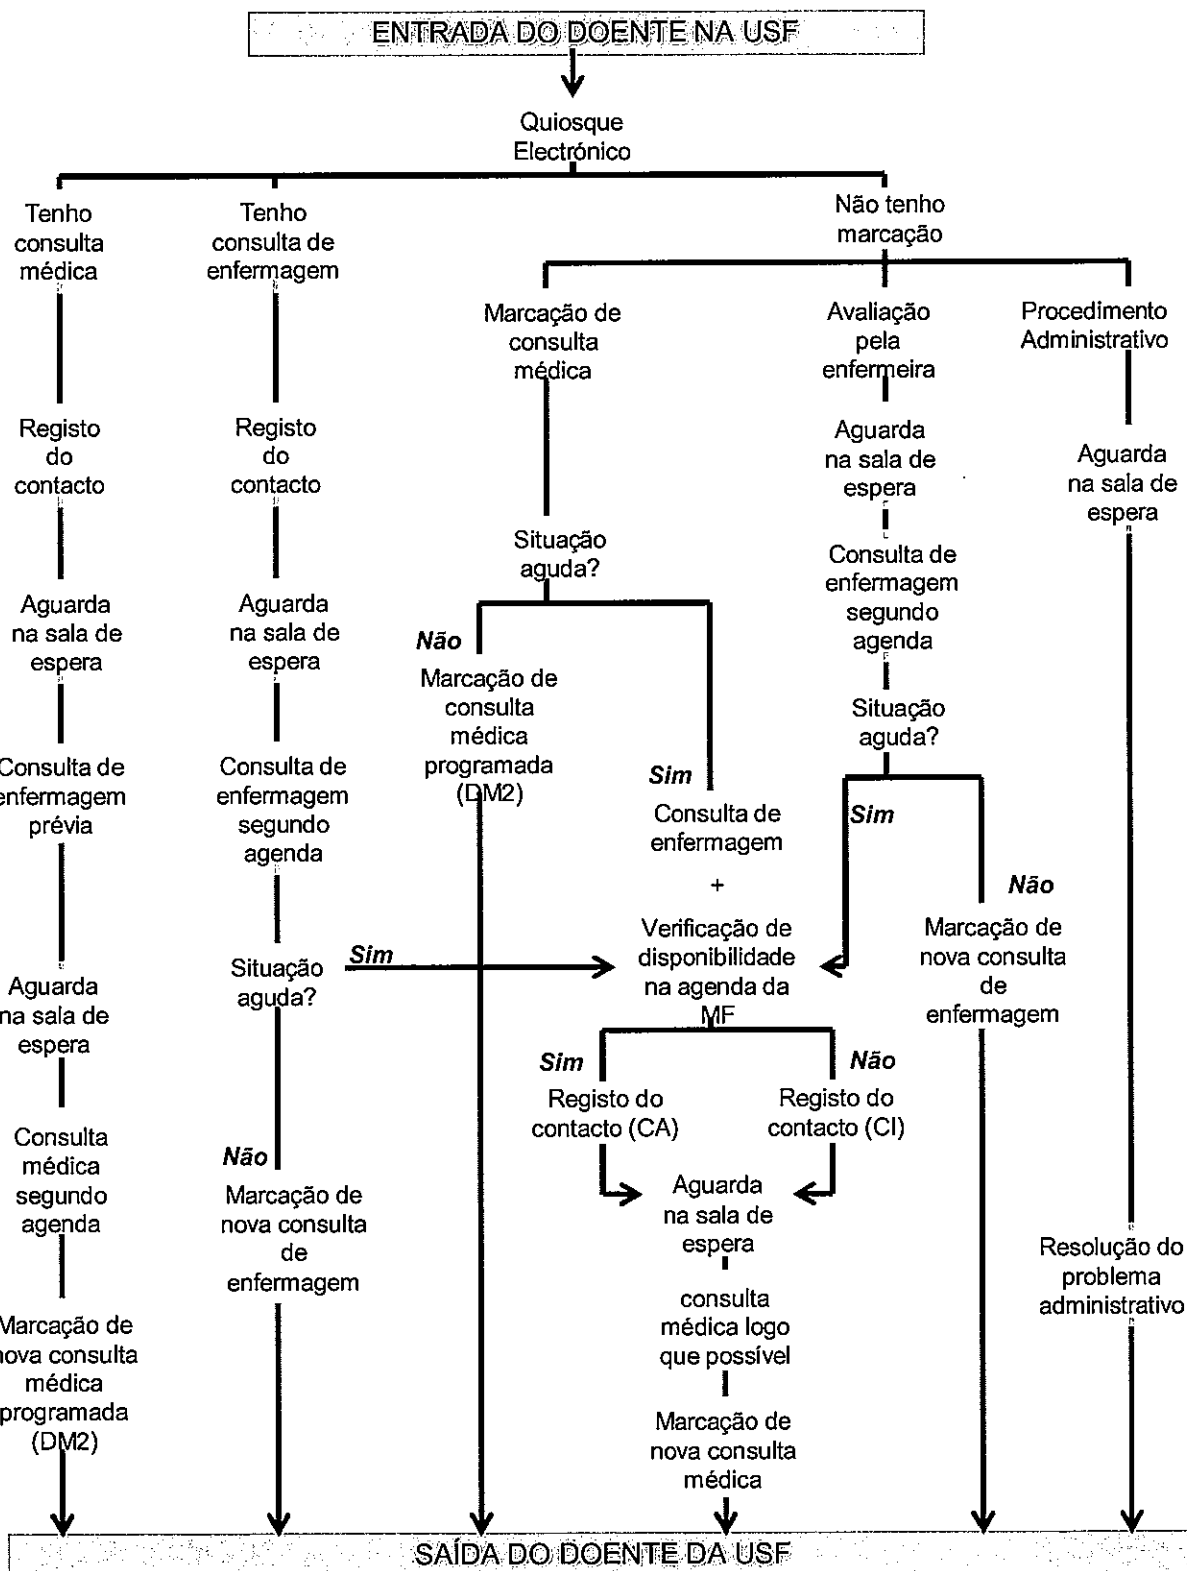 ENTRADA DO DOENTE NA USF
Quiosque
Electrónico
Tenho
consulta
médica
Tenho
consulta de
enfermagem
Não tenho
marcação
Marcação de
consulta
médica
Avaliação
pela
enfermeira
Procedimento
Administrativo
Registo
do
contacto
Registo
do
contacto
Aguarda
na sala de
espera
Aguarda
na sala de
espera
Situação
aguda?
Consulta de
enfermagem
segundo
agenda
Aguarda
na sala de
espera
Aguarda
na sala de
espera
Não
Marcação de
consulta
médica
programada
(DM2)
Situação
aguda?
Consulta de
enfermagem
prévia
Consulta de
enfermagem
segundo
agenda
Sim
Consulta de
enfermagem
+
Verificação de
disponibilidade
na agenda da
MF
Sim
Não
Marcação de
nova consulta
de
enfermagem
Aguarda
na sala de
espera
Situação
aguda?
Sim
Sim
Registo do
contacto (CA)
Não
Registo do
contacto (CI)
Consulta
médica
segundo
agenda
Não
Marcação de
nova consulta
de
enfermagem
Aguarda
na sala de
espera
Resolução do
problema
administrativo
consulta
médica logo
que possível
Marcação de
nova consulta
médica
programada
(DM2)
Marcação de
nova consulta
médica
SAÍDA DO DOENTE DA USF